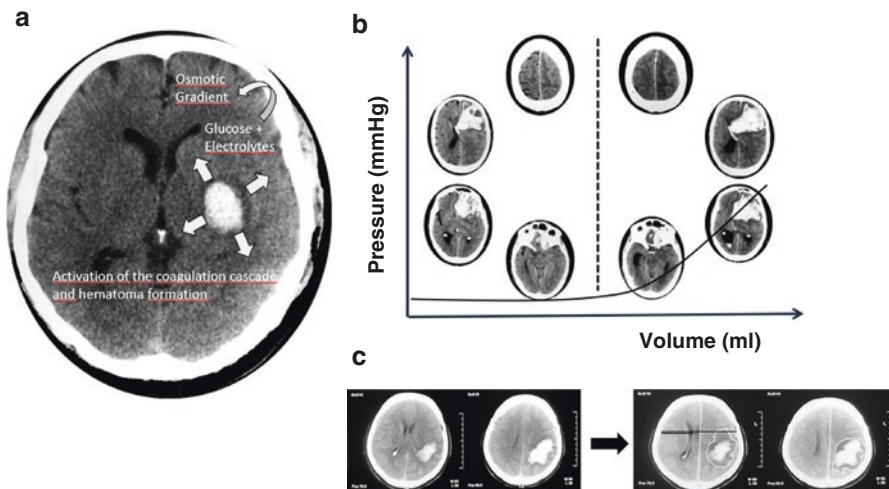 a
Osmotic
Gradient
Glucose +
Electrolytes
Activation of the coagulation cascade
and hematoma formation
b
Pressure (mmHg)
Volume (ml)
c